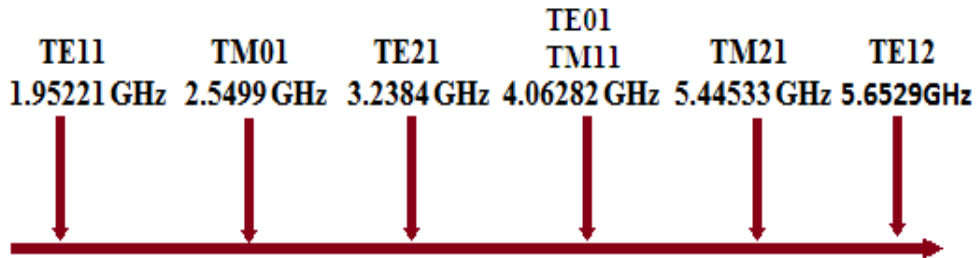 TE11 TM01 TE21 TE01 TM11 TM21 TE12
1.95221 GHz 2.5499 GHz 3.2384 GHz 4.06282 GHz 5.44533 GHz 5.6529GHz